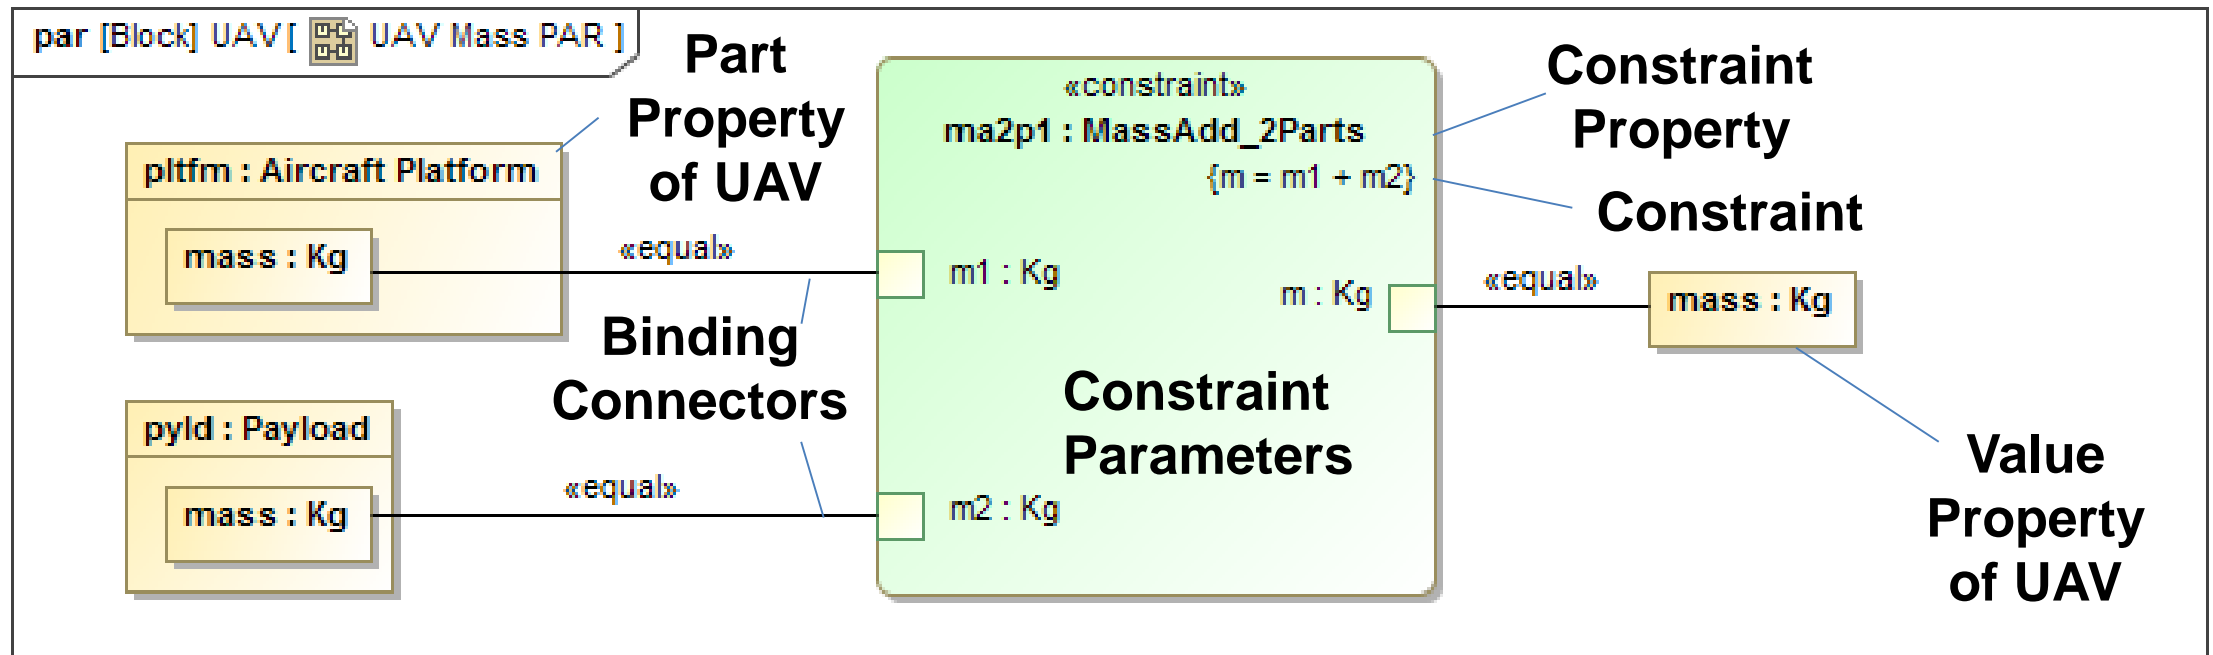 par [Block] UAV [ UAV Mass PAR ]
Part
Property
of UAV
«constraint»
ma2p1 : MassAdd_2Parts
{m = m1 + m2}
Constraint
Property
Constraint
pltfm : Aircraft Platform
mass : Kg
«equal»
m1 : Kg
m : Kg
«equal»
mass : Kg
Binding
Connectors
Constraint
Parameters
pyld : Payload
mass : Kg
«equal»
m2 : Kg
Value
Property
of UAV